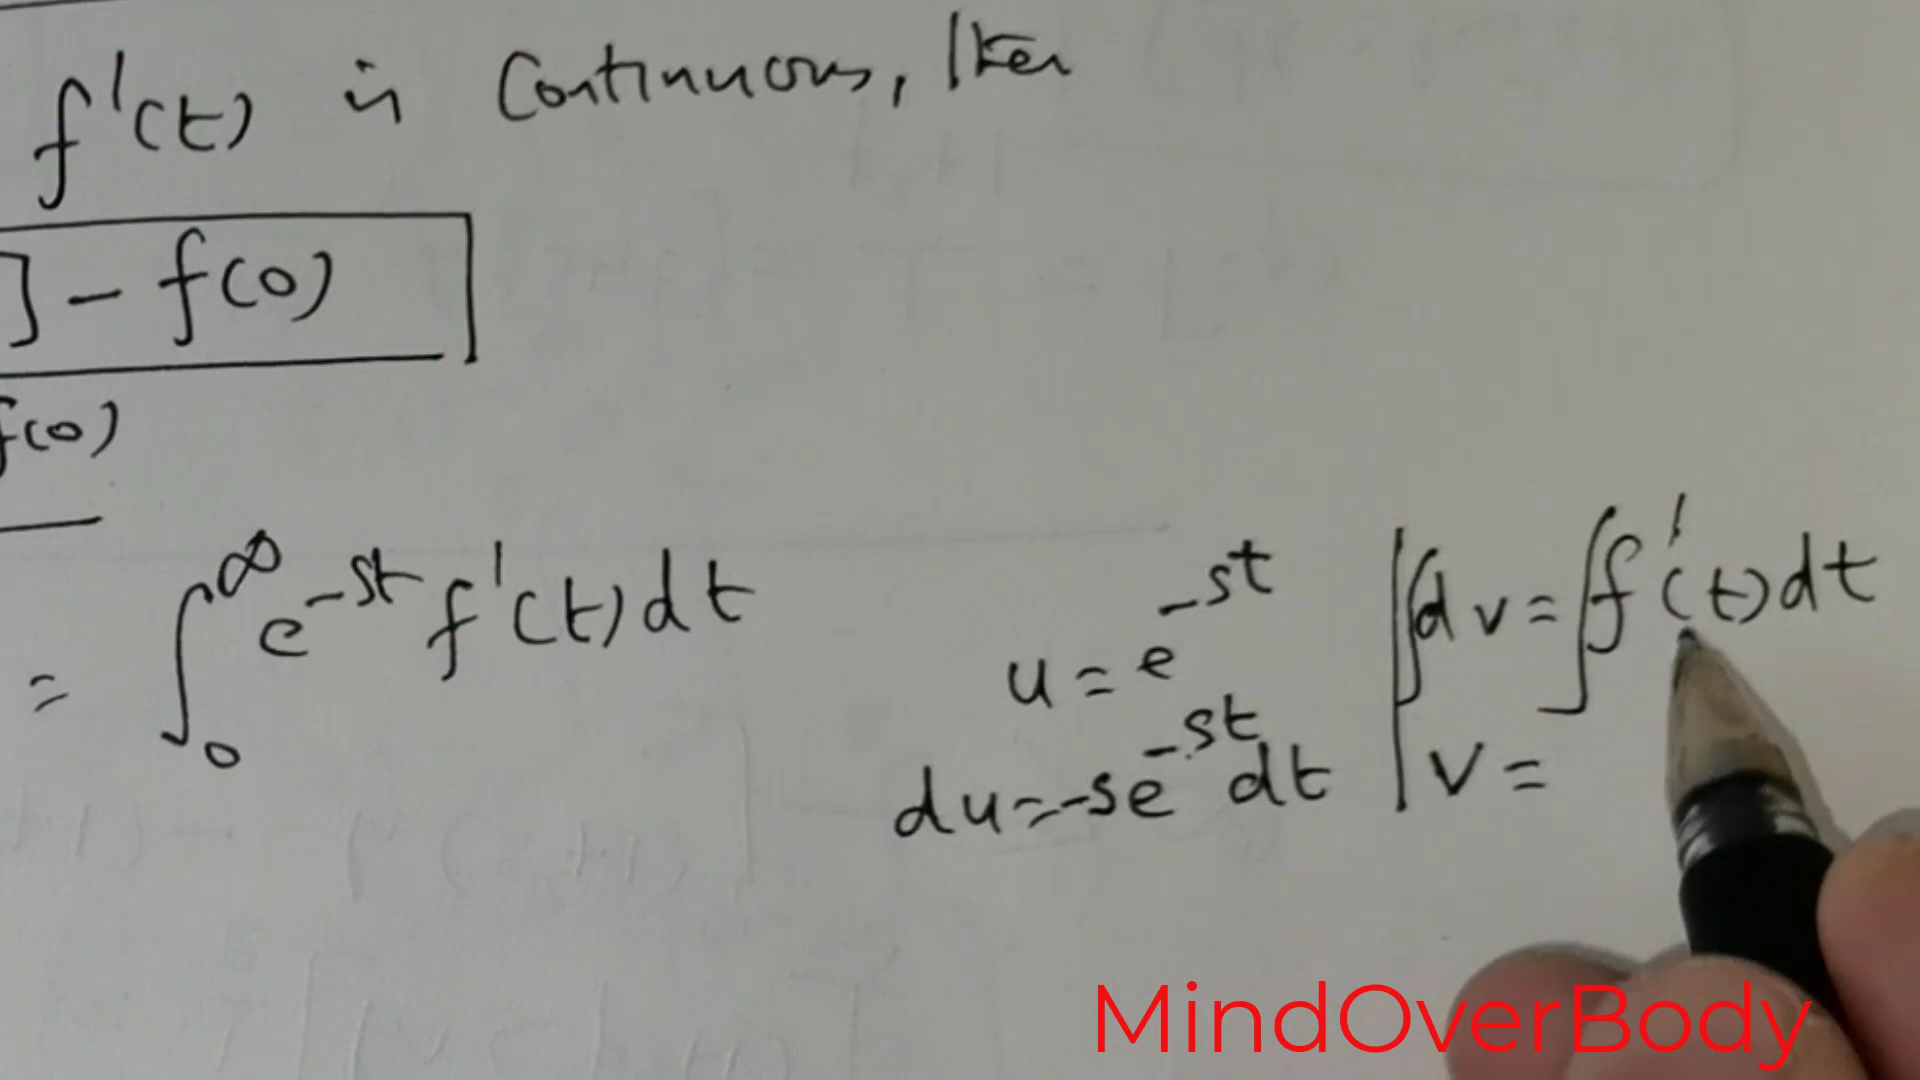 f'(t) is continuous, then
] - f(0)
f(0)
= ∫₀^∞ e^{-st} f'(t) dt
u = e^{-st}
du = -se^{-st} dt
∫dv = ∫f'(t) dt
v =
MindOverBody